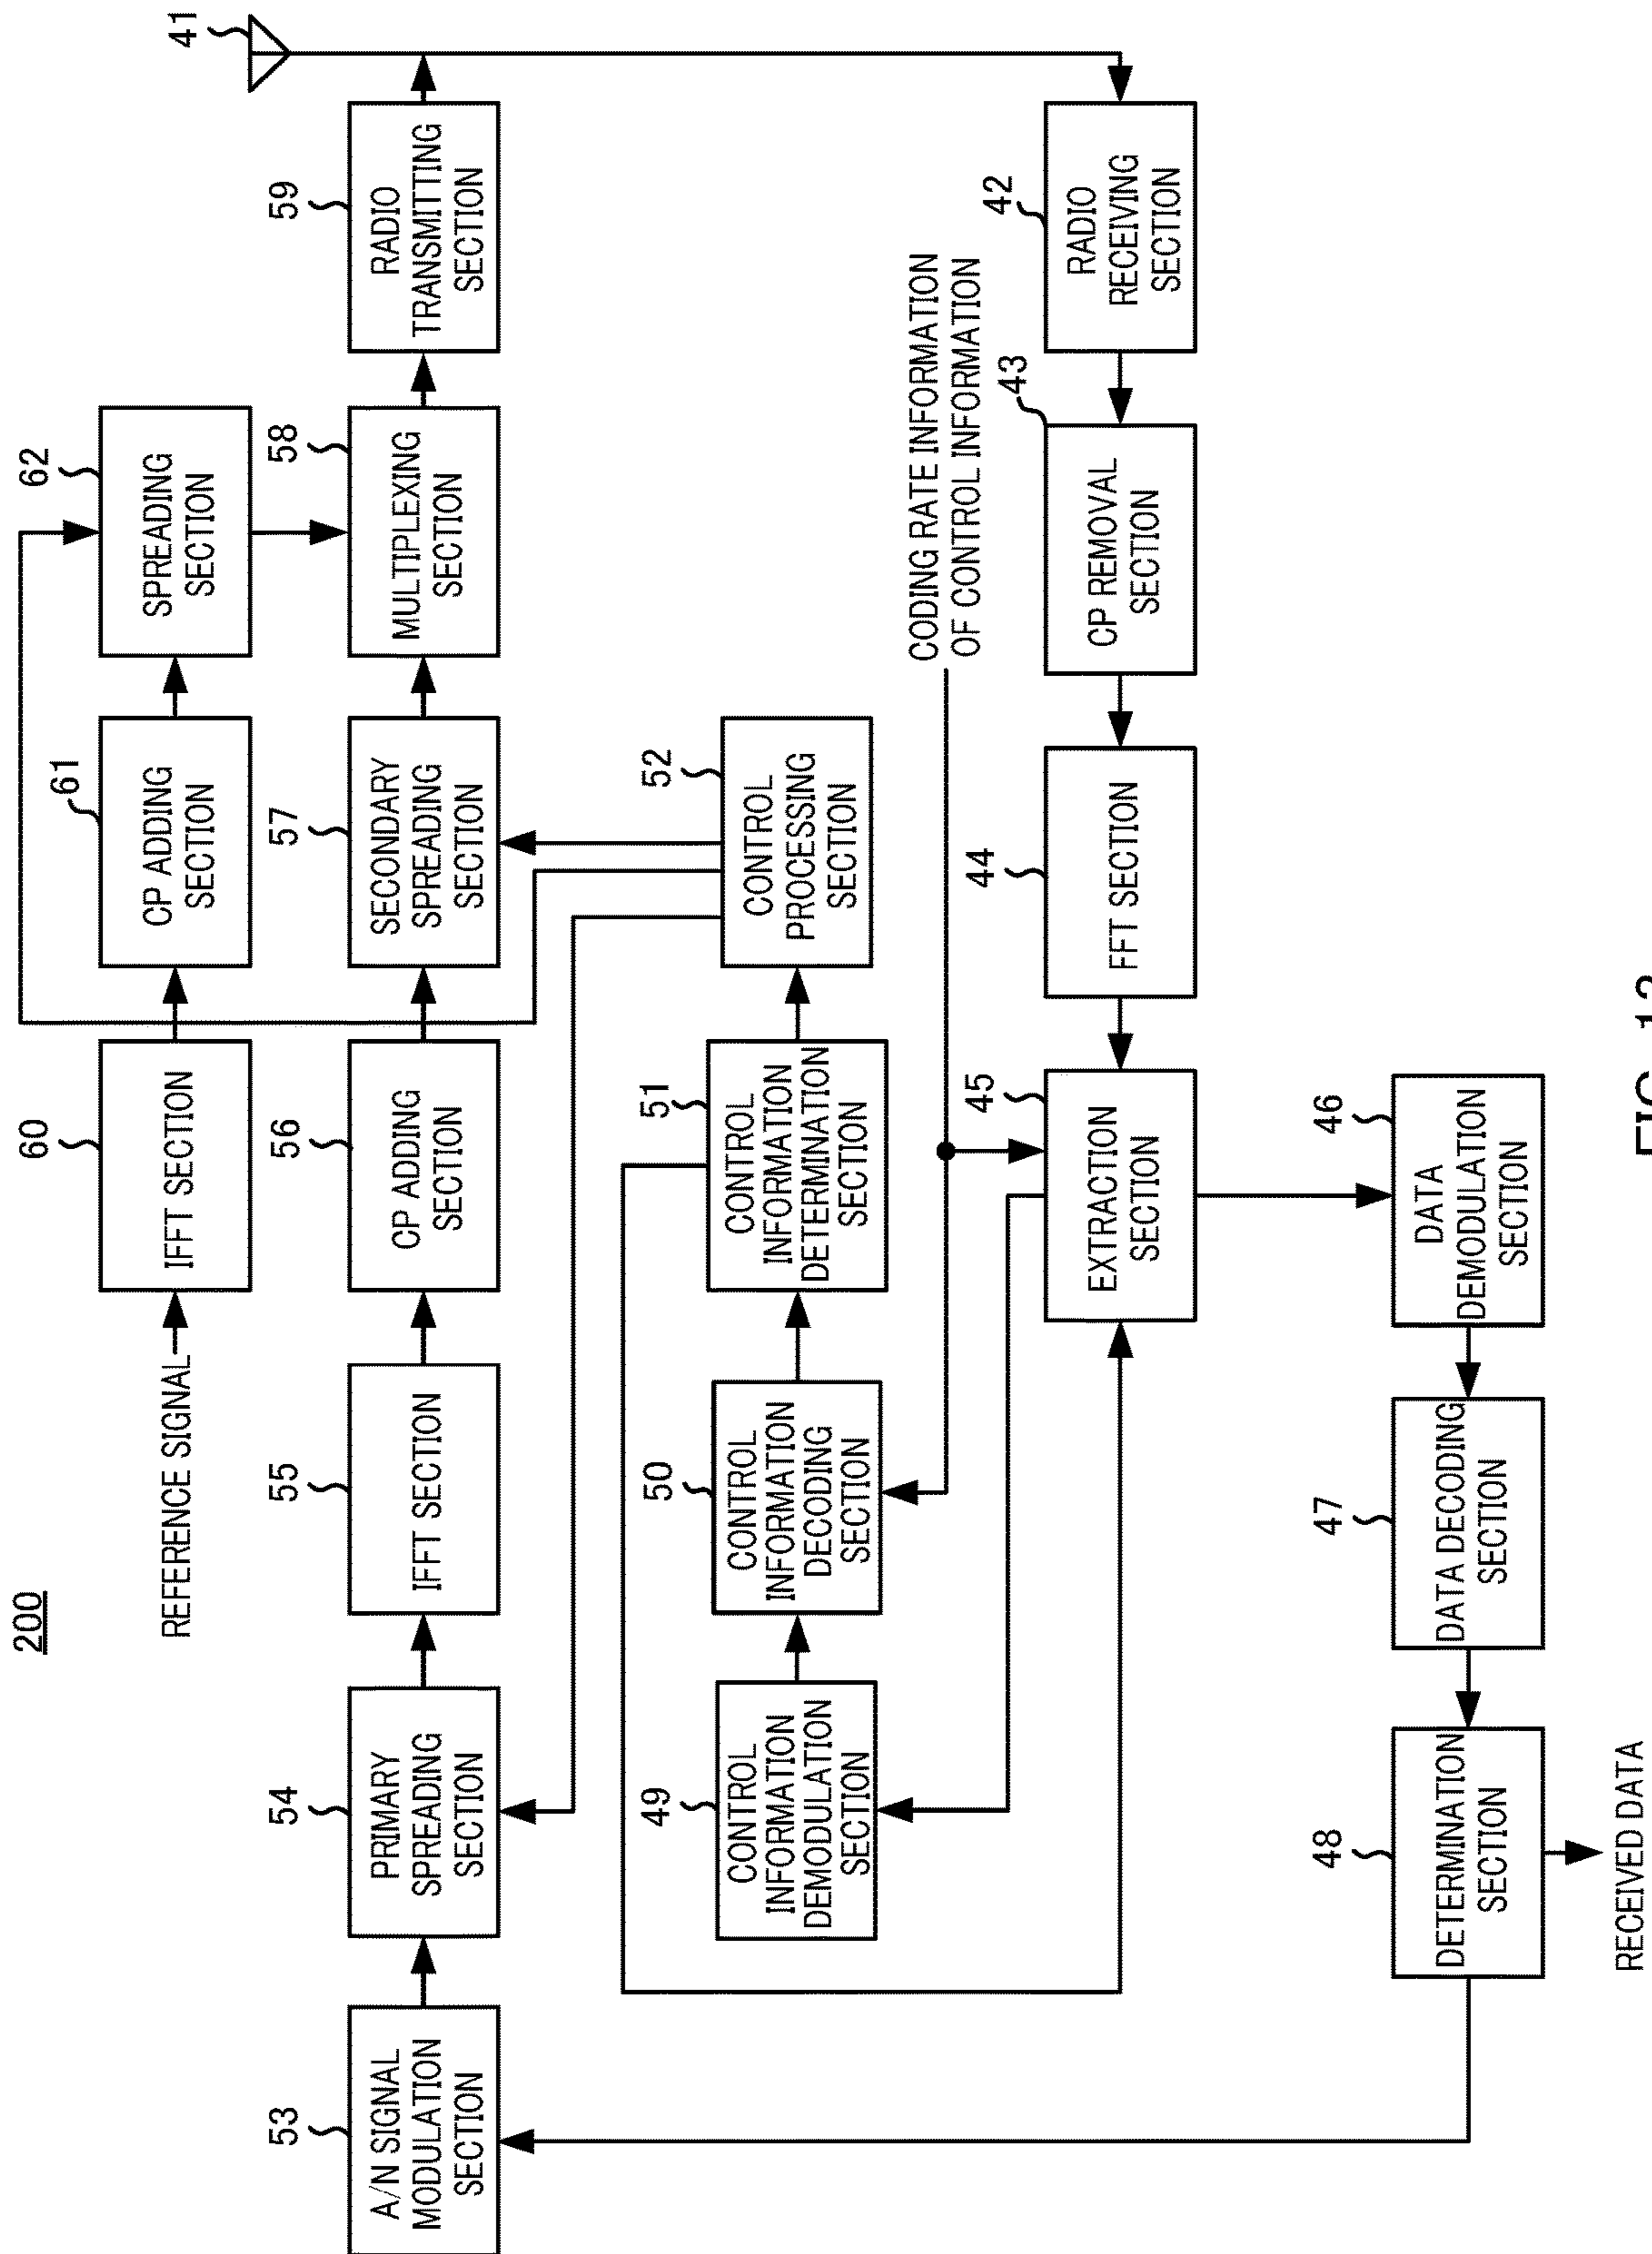 200
REFERENCE SIGNAL
60
IFFT SECTION
61
CP ADDING
SECTION
62
SPREADING
SECTION
41
53
A/N SIGNAL
MODULATION
SECTION
54
PRIMARY
SPREADING
SECTION
55
IFFT SECTION
56
CP ADDING
SECTION
57
SECONDARY
SPREADING
SECTION
58
MULTIPLEXING
SECTION
59
RADIO
TRANSMITTING
SECTION
49
CONTROL
INFORMATION
DEMODULATION
SECTION
50
CONTROL
INFORMATION
DECODING
SECTION
51
CONTROL
INFORMATION
DETERMINATION
SECTION
52
CONTROL
PROCESSING
SECTION
CODING RATE INFORMATION
OF CONTROL INFORMATION
45
EXTRACTION
SECTION
44
FFT SECTION
43
CP REMOVAL
SECTION
42
RADIO
RECEIVING
SECTION
48
DETERMINATION
SECTION
47
DATA DECODING
SECTION
46
DATA
DEMODULATION
SECTION
RECEIVED DATA